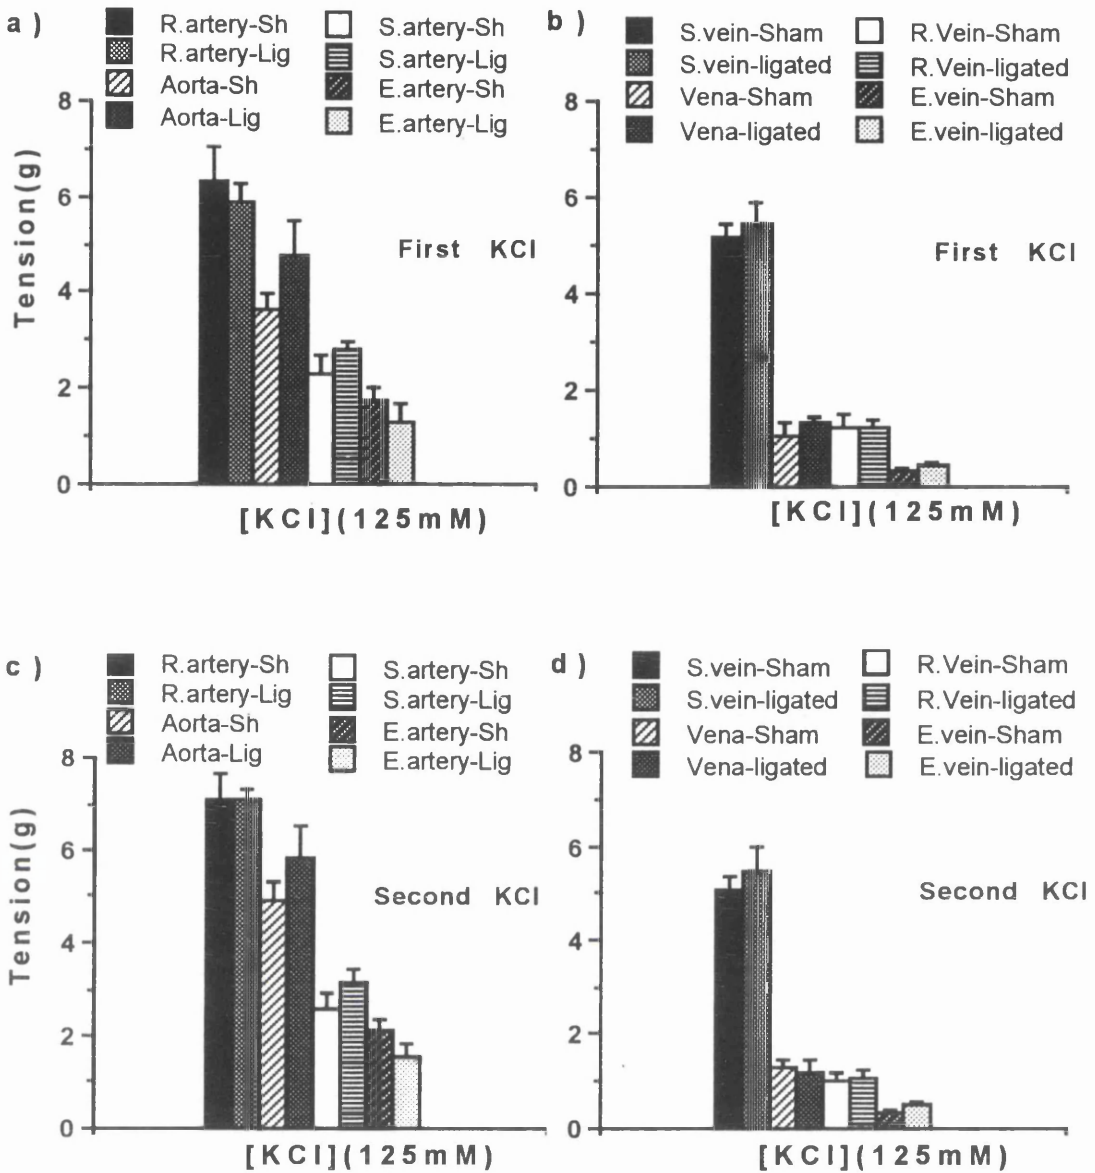 a )
R.artery-Sh
R.artery-Lig
Aorta-Sh
Aorta-Lig
S.artery-Sh
S.artery-Lig
E.artery-Sh
E.artery-Lig
8
6
4
2
0
Tension(g)
First KCl
[KCl](125mM)
b )
S.vein-Sham
S.vein-ligated
Vena-Sham
Vena-ligated
R.Vein-Sham
R.Vein-ligated
E.vein-Sham
E.vein-ligated
8
6
4
2
0
First KCl
[KCl](125mM)
c )
R.artery-Sh
R.artery-Lig
Aorta-Sh
Aorta-Lig
S.artery-Sh
S.artery-Lig
E.artery-Sh
E.artery-Lig
8
6
4
2
0
Tension(g)
Second KCl
[KCl](125mM)
d )
S.vein-Sham
S.vein-ligated
Vena-Sham
Vena-ligated
R.Vein-Sham
R.Vein-ligated
E.vein-Sham
E.vein-ligated
8
6
4
2
0
Second KCl
[KCl](125mM)